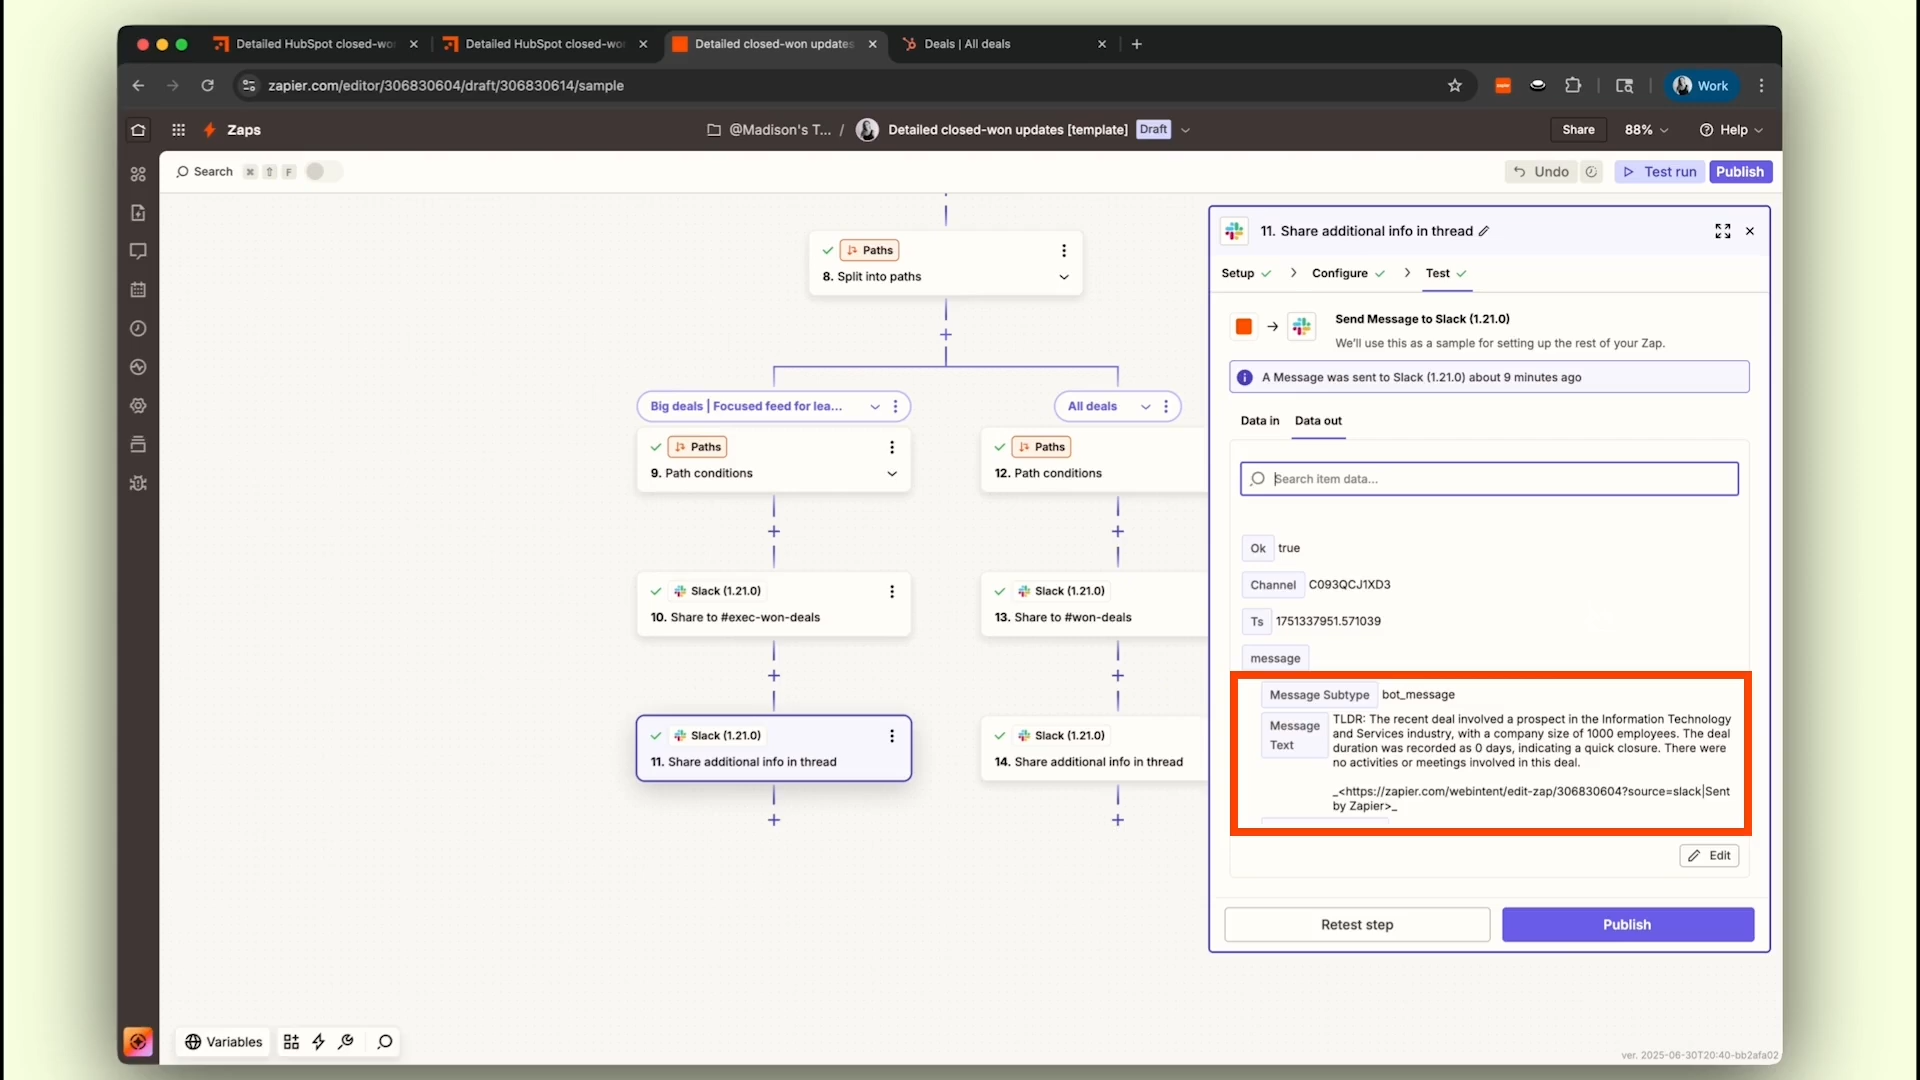 Detailed HubSpot closed-wo
Detailed HubSpot closed-wo
Detailed closed-won updates
Deals | All deals
zapier.com/editor/306830604/draft/306830614/sample
Work
Zaps
@Madison's T... / Detailed closed-won updates [template] Draft
Share
88%
Help
Search ⌘ ⇧ F
Undo
Test run
Publish
Paths
8. Split into paths
Big deals | Focused feed for lea...
All deals
Paths
9. Path conditions
Paths
12. Path conditions
Slack (1.21.0)
10. Share to #exec-won-deals
Slack (1.21.0)
13. Share to #won-deals
Slack (1.21.0)
11. Share additional info in thread
Slack (1.21.0)
14. Share additional info in thread
11. Share additional info in thread
Setup
Configure
Test
Send Message to Slack (1.21.0)
We'll use this as a sample for setting up the rest of your Zap.
A Message was sent to Slack (1.21.0) about 9 minutes ago
Data in
Data out
Search item data...
Ok true
Channel C093QCJ1XD3
Ts 1751337951.571039
message
Message Subtype bot_message
Message Text
TLDR: The recent deal involved a prospect in the Information Technology
and Services industry, with a company size of 1000 employees. The deal
duration was recorded as 0 days, indicating a quick closure. There were
no activities or meetings involved in this deal.
_<https://zapier.com/webintent/edit-zap/306830604?source=slack|Sent
by Zapier>_
Edit
Retest step
Publish
Variables
ver. 2025-06-30T20:40-bb2afa02